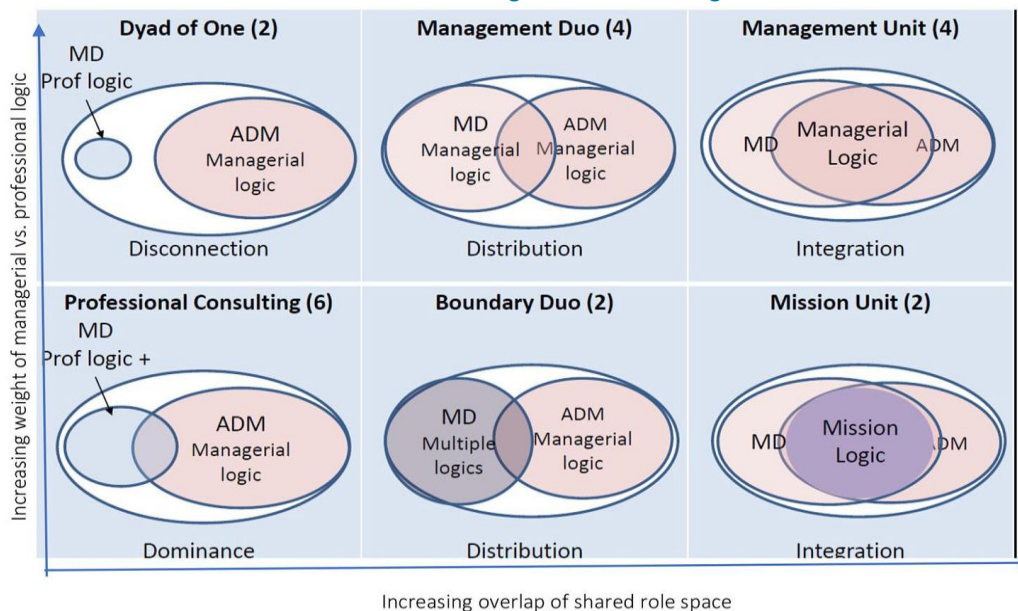 Dyad of One (2)
MD
Prof logic
ADM
Managerial
logic
Disconnection
Management Duo (4)
MD
Managerial
logic
ADM
Managerial
logic
Distribution
Management Unit (4)
MD
Managerial
Logic
ADM
Integration
Professional Consulting (6)
MD
Prof logic +
ADM
Managerial
logic
Dominance
Boundary Duo (2)
MD
Multiple
logics
ADM
Managerial
logic
Distribution
Mission Unit (2)
MD
Mission
Logic
ADM
Integration
Increasing weight of managerial vs. professional logic
Increasing overlap of shared role space